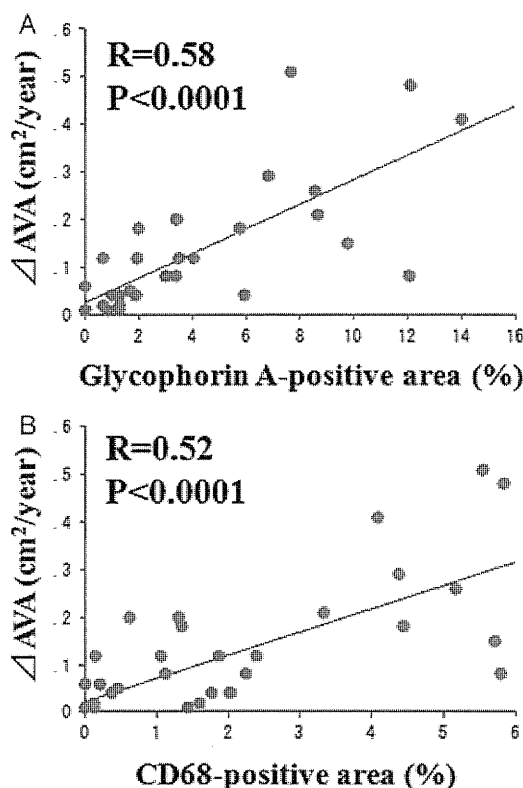 A
R=0.58
P<0.0001
⊿AVA (cm²/year)
.6
.5
.4
.3
.2
.1
0
0 2 4 6 8 10 12 14 16
Glycophorin A-positive area (%)
B
R=0.52
P<0.0001
⊿AVA (cm²/year)
.6
.5
.4
.3
.2
.1
0
0 1 2 3 4 5 6
CD68-positive area (%)